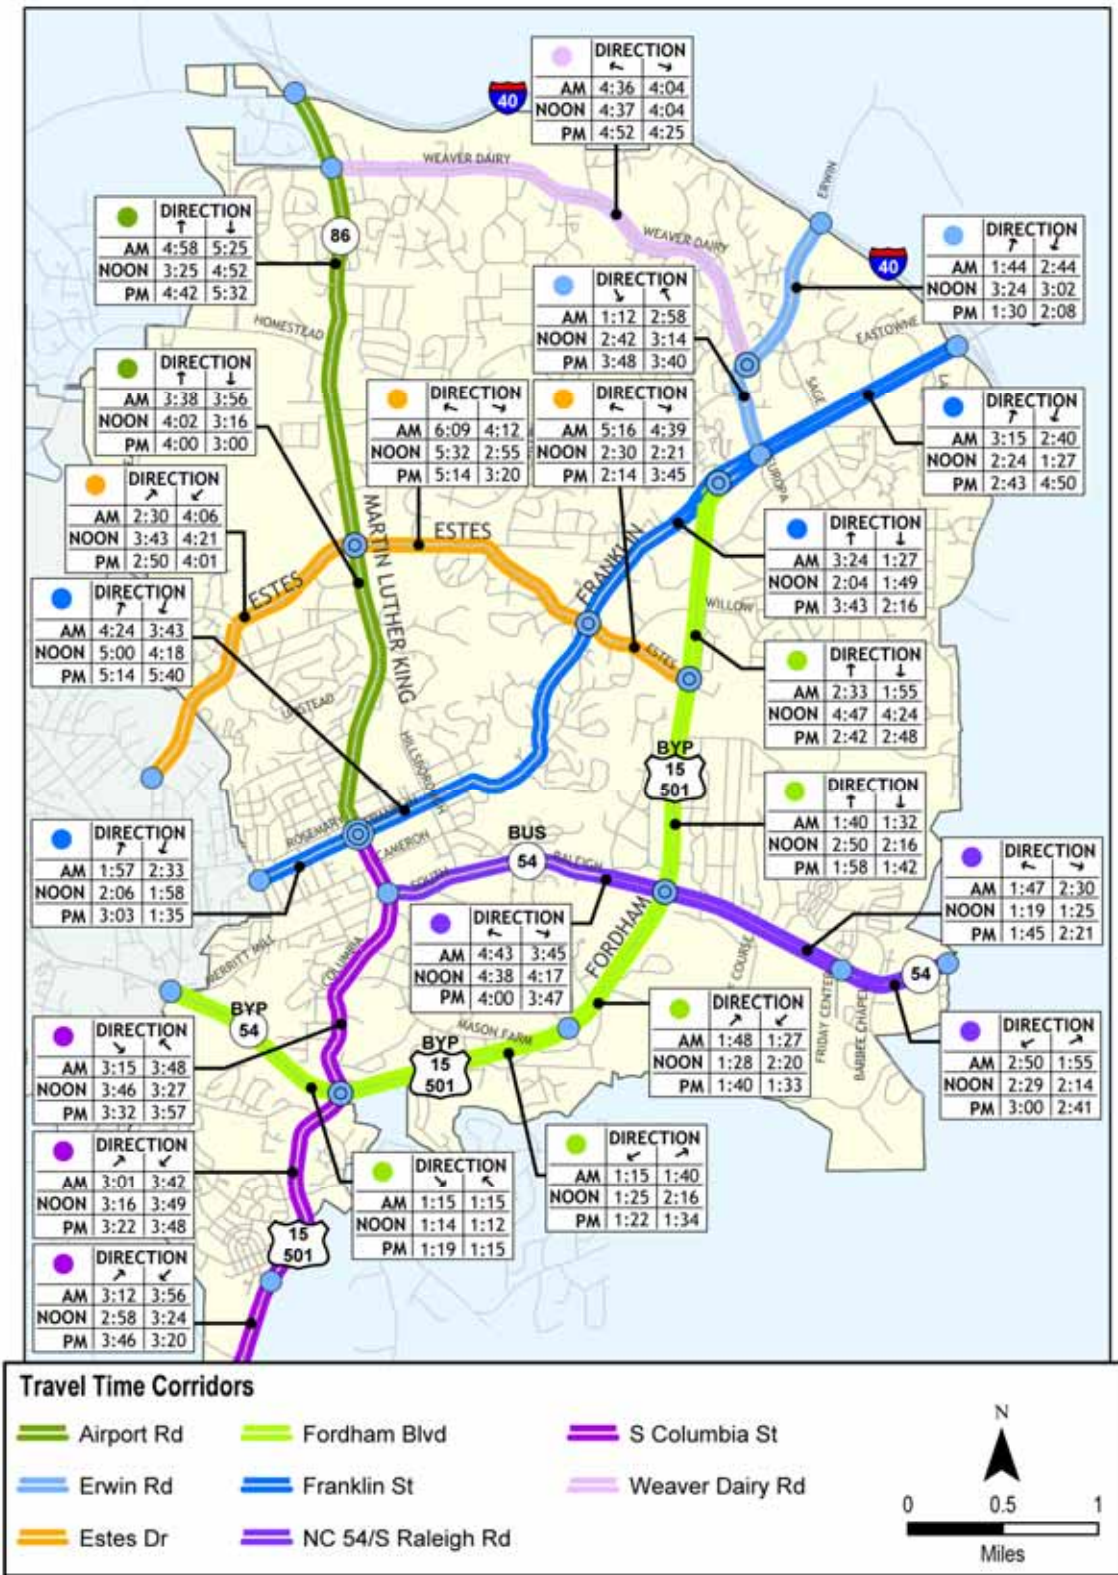 DIRECTION
AM 4:36 4:04
NOON 4:37 4:04
PM 4:52 4:25
40
WEAVER DAIRY
ERWIN
DIRECTION
AM 4:58 5:25
NOON 3:25 4:52
PM 4:42 5:32
86
WEAVER DAIRY
DIRECTION
AM 1:44 2:44
NOON 3:24 3:02
PM 1:30 2:08
40
DIRECTION
AM 1:12 2:58
NOON 2:42 3:14
PM 3:48 3:40
HOMESTEAD
EASTOWNE
DIRECTION
AM 3:38 3:56
NOON 4:02 3:16
PM 4:00 3:00
DIRECTION
AM 6:09 4:12
NOON 5:32 2:55
PM 5:14 3:20
DIRECTION
AM 5:16 4:39
NOON 2:30 2:21
PM 2:14 3:45
SAGE
LA
DIRECTION
AM 3:15 2:40
NOON 2:24 1:27
PM 2:43 4:50
EUROPA
DIRECTION
AM 2:30 4:06
NOON 3:43 4:21
PM 2:50 4:01
MARTIN LUTHER KING
ESTES
ESTES
FRANKLIN
DIRECTION
AM 3:24 1:27
NOON 2:04 1:49
PM 3:43 2:16
DIRECTION
AM 4:24 3:43
NOON 5:00 4:18
PM 5:14 5:40
WILLOW
ESTES
DIRECTION
AM 2:33 1:55
NOON 4:47 4:24
PM 2:42 2:48
UMSTEAD
HILLSBOROUGH
BYP
15
501
DIRECTION
AM 1:40 1:32
NOON 2:50 2:16
PM 1:58 1:42
ROSEMARY
CAMERON
BUS
54
RALEIGH
SOUTH
DIRECTION
AM 1:57 2:33
NOON 2:06 1:58
PM 3:03 1:35
DIRECTION
AM 1:47 2:30
NOON 1:19 1:25
PM 1:45 2:21
DIRECTION
AM 4:43 3:45
NOON 4:38 4:17
PM 4:00 3:47
FORDHAM
MERRITT MILL
COLUMBIA
COURSE
FRIDAY CENTER
BARBEE CHAPEL
54
BYP
54
MASON FARM
BYP
15
501
DIRECTION
AM 1:48 1:27
NOON 1:28 2:20
PM 1:40 1:33
DIRECTION
AM 2:50 1:55
NOON 2:29 2:14
PM 3:00 2:41
DIRECTION
AM 3:15 3:48
NOON 3:46 3:27
PM 3:32 3:57
DIRECTION
AM 3:01 3:42
NOON 3:16 3:49
PM 3:22 3:48
DIRECTION
AM 1:15 1:15
NOON 1:14 1:12
PM 1:19 1:15
DIRECTION
AM 1:15 1:40
NOON 1:25 2:16
PM 1:22 1:34
15
501
DIRECTION
AM 3:12 3:56
NOON 2:58 3:24
PM 3:46 3:20
Travel Time Corridors
Airport Rd
Fordham Blvd
S Columbia St
Erwin Rd
Franklin St
Weaver Dairy Rd
Estes Dr
NC 54/S Raleigh Rd
N
0 0.5 1
Miles